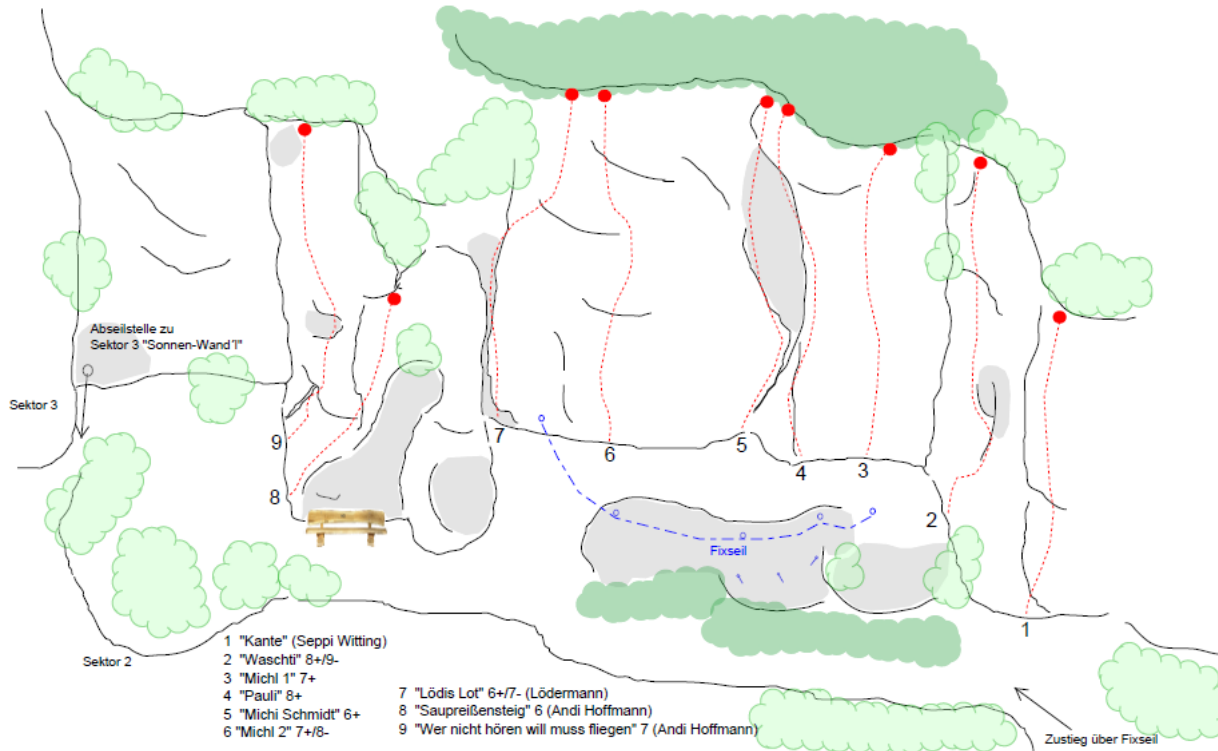 Abseilstelle zu
Sektor 3 "Sonnen-Wand'l"
Sektor 3
9
8
7
6
5
4
3
2
1
Fixseil
Sektor 2
1 "Kante" (Seppi Witting)
2 "Waschti" 8+/9-
3 "Michl 1" 7+
4 "Pauli" 8+
5 "Michi Schmidt" 6+
6 "Michl 2" 7+/8-
7 "Lödis Lot" 6+/7- (Lödermann)
8 "Saupreißensteig" 6 (Andi Hoffmann)
9 "Wer nicht hören will muss fliegen" 7 (Andi Hoffmann)
Zustieg über Fixseil